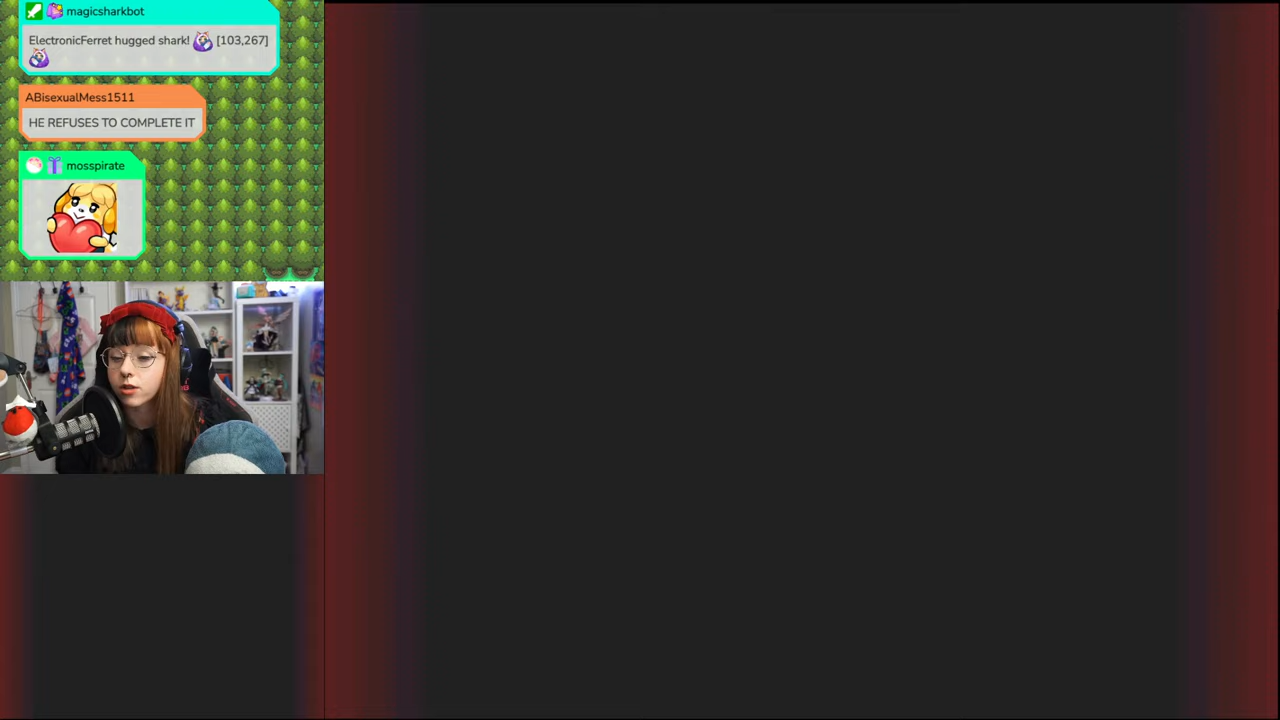 magicsharkbot
ElectronicFerret hugged shark! [103,267]
ABisexualMess1511
HE REFUSES TO COMPLETE IT
mosspirate